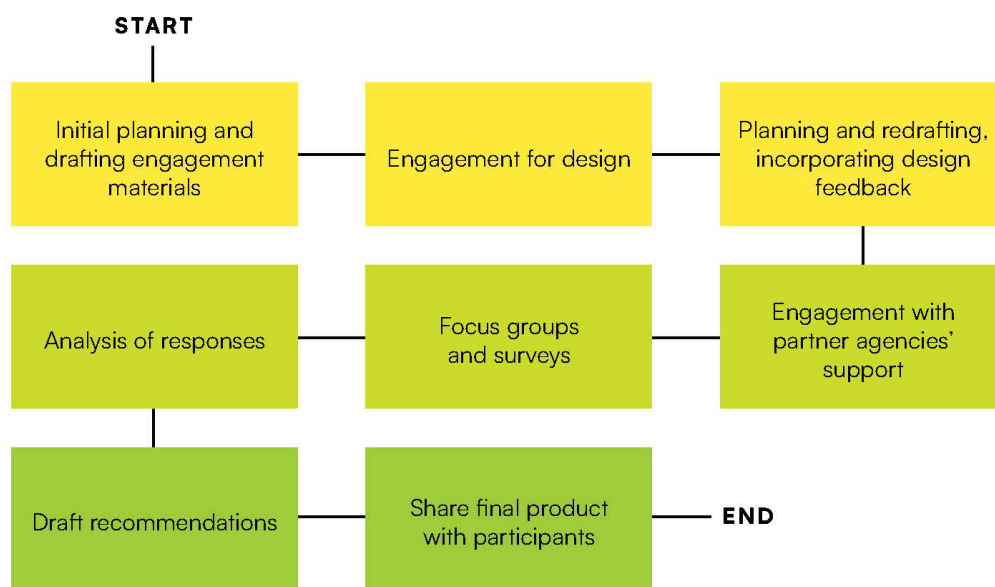 START
Initial planning and
drafting engagement
materials
Engagement for design
Planning and redrafting,
incorporating design
feedback
Engagement with
partner agencies’
support
Focus groups
and surveys
Analysis of responses
Draft recommendations
Share final product
with participants
END